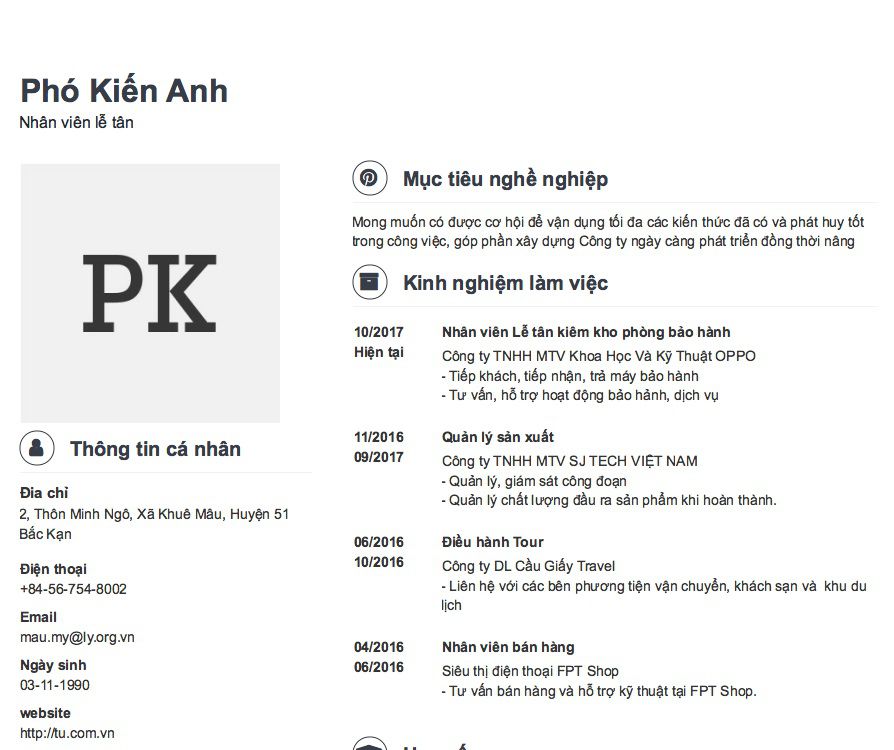 Phó Kiến Anh
Nhân viên lễ tân
PK
Thông tin cá nhân
Đia chỉ
2, Thôn Minh Ngô, Xã Khuê Mâu, Huyện 51
Bắc Kạn
Điện thoại
+84-56-754-8002
Email
mau.my@ly.org.vn
Ngày sinh
03-11-1990
website
http://tu.com.vn
Mục tiêu nghề nghiệp
Mong muốn có được cơ hội để vận dụng tối đa các kiến thức đã có và phát huy tốt
trong công việc, góp phần xây dựng Công ty ngày càng phát triển đồng thời nâng
Kinh nghiệm làm việc
10/2017
Hiện tại
Nhân viên Lễ tân kiêm kho phòng bảo hành
Công ty TNHH MTV Khoa Học Và Kỹ Thuật OPPO
- Tiếp khách, tiếp nhận, trả máy bảo hành
- Tư vấn, hỗ trợ hoạt động bảo hảnh, dịch vụ
11/2016
09/2017
Quản lý sản xuất
Công ty TNHH MTV SJ TECH VIỆT NAM
- Quản lý, giám sát công đoạn
- Quản lý chất lượng đầu ra sản phẩm khi hoàn thành.
06/2016
10/2016
Điều hành Tour
Công ty DL Cầu Giấy Travel
- Liên hệ với các bên phương tiện vận chuyển, khách sạn và khu du
lịch
04/2016
06/2016
Nhân viên bán hàng
Siêu thị điện thoại FPT Shop
- Tư vấn bán hàng và hỗ trợ kỹ thuật tại FPT Shop.